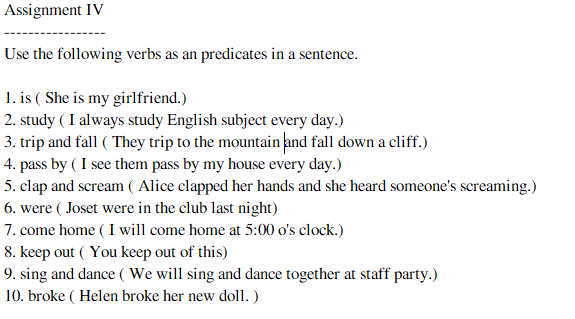 Assignment IV
-----------------
Use the following verbs as an predicates in a sentence.
1. is ( She is my girlfriend.)
2. study ( I always study English subject every day.)
3. trip and fall ( They trip to the mountain and fall down a cliff.)
4. pass by ( I see them pass by my house every day.)
5. clap and scream ( Alice clapped her hands and she heard someone's screaming.)
6. were ( Joset were in the club last night)
7. come home ( I will come home at 5:00 o's clock.)
8. keep out ( You keep out of this)
9. sing and dance ( We will sing and dance together at staff party.)
10. broke ( Helen broke her new doll. )